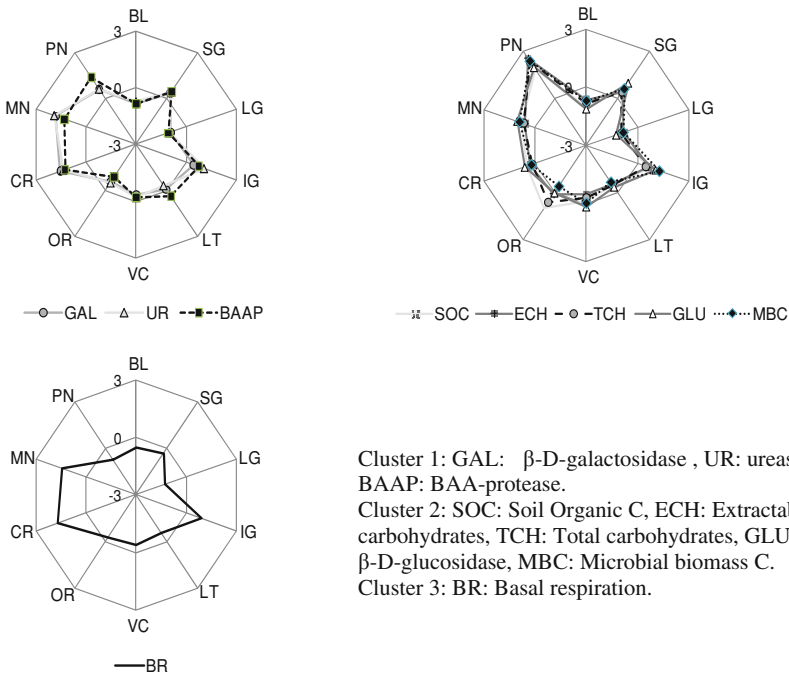 BL
3
PN
SG
0
MN
LG
-3
CR
IG
OR
LT
VC
GAL UR BAAP
BL
3
PN
SG
0
MN
LG
-3
CR
IG
OR
LT
VC
SOC ECH TCH GLU MBC
BL
3
PN
SG
0
MN
LG
-3
CR
IG
OR
LT
VC
BR
Cluster 1: GAL: β-D-galactosidase , UR: ureas
BAAP: BAA-protease.
Cluster 2: SOC: Soil Organic C, ECH: Extractab
carbohydrates, TCH: Total carbohydrates, GLU
β-D-glucosidase, MBC: Microbial biomass C.
Cluster 3: BR: Basal respiration.